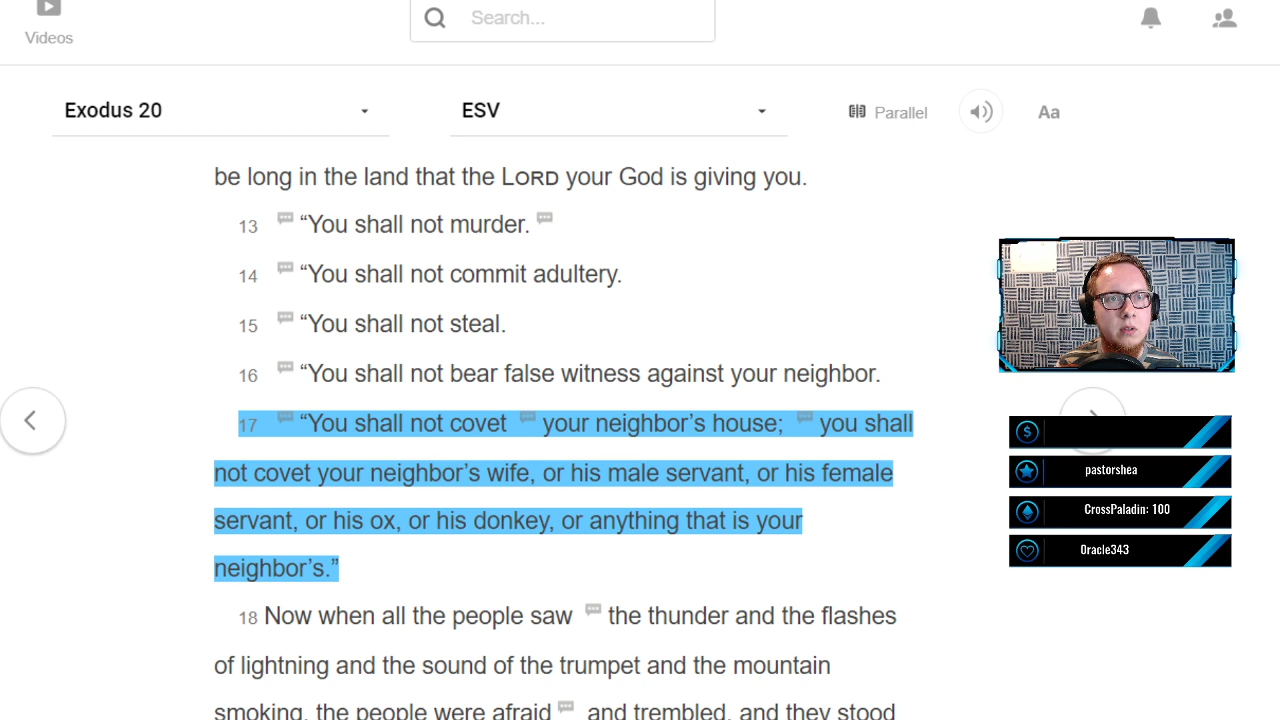 Videos
Search...
Exodus 20
ESV
Parallel
Aa
be long in the land that the LORD your God is giving you.
13 “You shall not murder.
14 “You shall not commit adultery.
15 “You shall not steal.
16 “You shall not bear false witness against your neighbor.
17 “You shall not covet your neighbor’s house; you shall
not covet your neighbor’s wife, or his male servant, or his female
servant, or his ox, or his donkey, or anything that is your
neighbor’s.”
18 Now when all the people saw the thunder and the flashes
of lightning and the sound of the trumpet and the mountain
smoking, the people were afraid and trembled, and they stood
$
pastorshea
CrossPaladin: 100
Oracle343